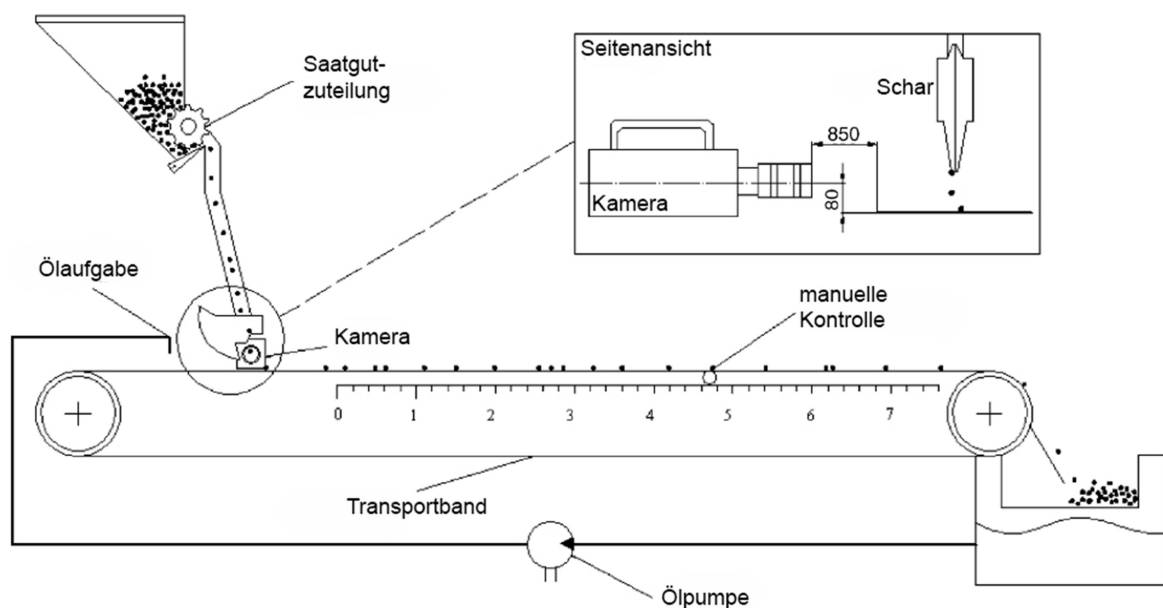 Seitenansicht
Saatgut-
zuteilung
Schar
850
80
Kamera
Ölaufgabe
manuelle
Kontrolle
Kamera
0 1 2 3 4 5 6 7
Transportband
Ölpumpe